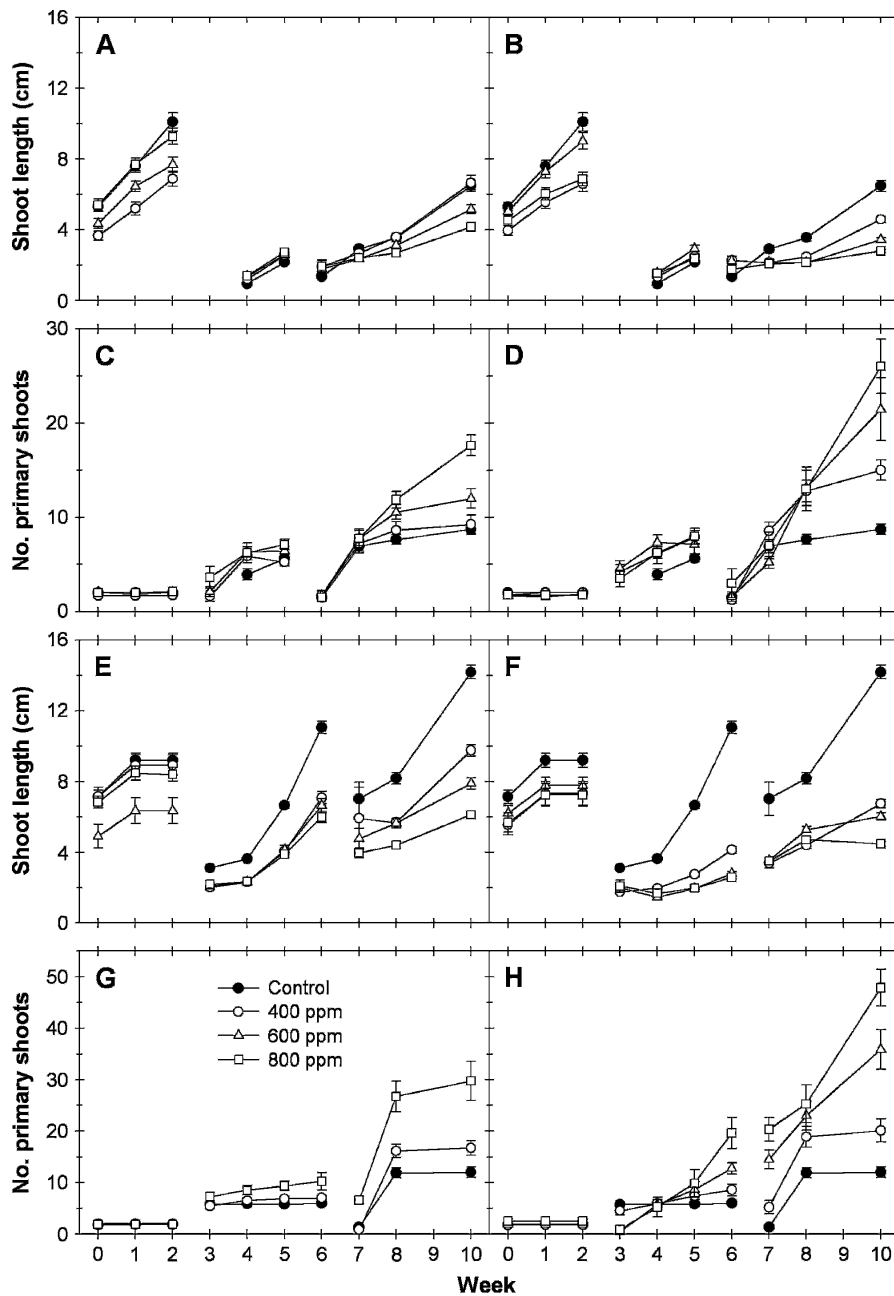 A B
Shoot length (cm)
16
12
8
4
0
C D
No. primary shoots
30
20
10
0
E F
Shoot length (cm)
16
12
8
4
0
G H
No. primary shoots
50
40
30
20
10
0
Control
400 ppm
600 ppm
800 ppm
0 1 2 3 4 5 6 7 8 10 0 1 2 3 4 5 6 7 8 10
Week